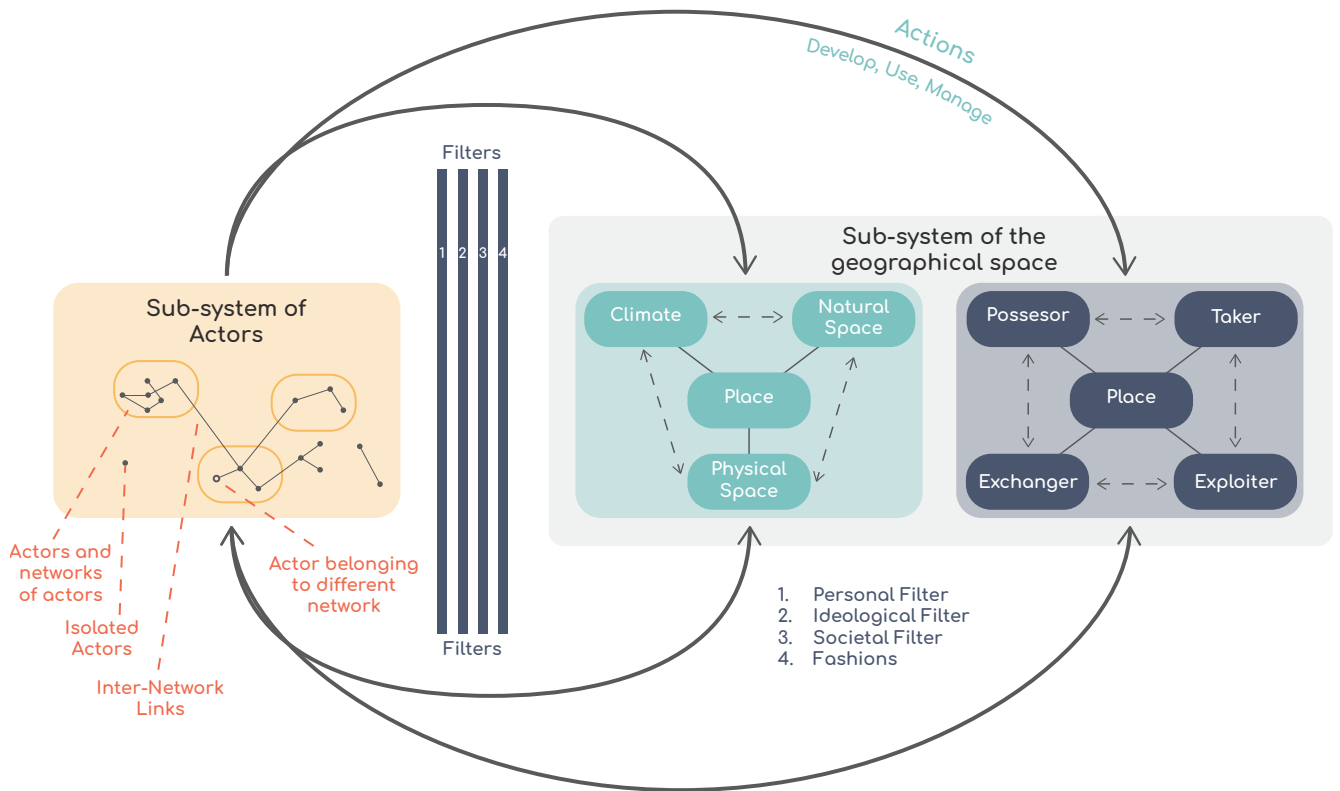 Actions
Develop, Use, Manage
Filters
1 2 3 4
Sub-system of the
geographical space
Sub-system of
Actors
Climate
Natural
Space
Place
Physical
Space
Possesor
Taker
Place
Exchanger
Exploiter
Actors and
networks
of actors
Isolated
Actors
Inter-Network
Links
Actor belonging
to different
network
Filters
1. Personal Filter
2. Ideological Filter
3. Societal Filter
4. Fashions